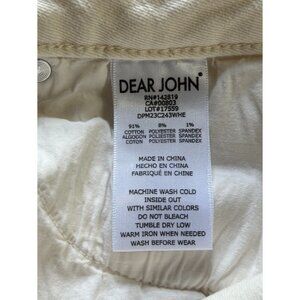 DEAR JOHN®
RN#142819
CA#00803
LOT#17559
DPM23C243WHE
91% 8% 1%
COTTON POLYESTER SPANDEX
ALGODON POLYESTER SPANDEX
COTON POLYESTER SPANDEX
MADE IN CHINA
HECHO EN CHINA
FABRIQUÉ EN CHINE
MACHINE WASH COLD
INSIDE OUT
WITH SIMILAR COLORS
DO NOT BLEACH
TUMBLE DRY LOW
WARM IRON WHEN NEEDED
WASH BEFORE WEAR